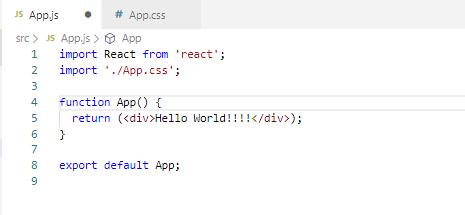 JS App.js ● # App.css
src > JS App.js > App
1 import React from 'react';
2 import './App.css';
3
4 function App() {
5   return (<div>Hello World!!!!</div>);
6 }
7
8 export default App;
9